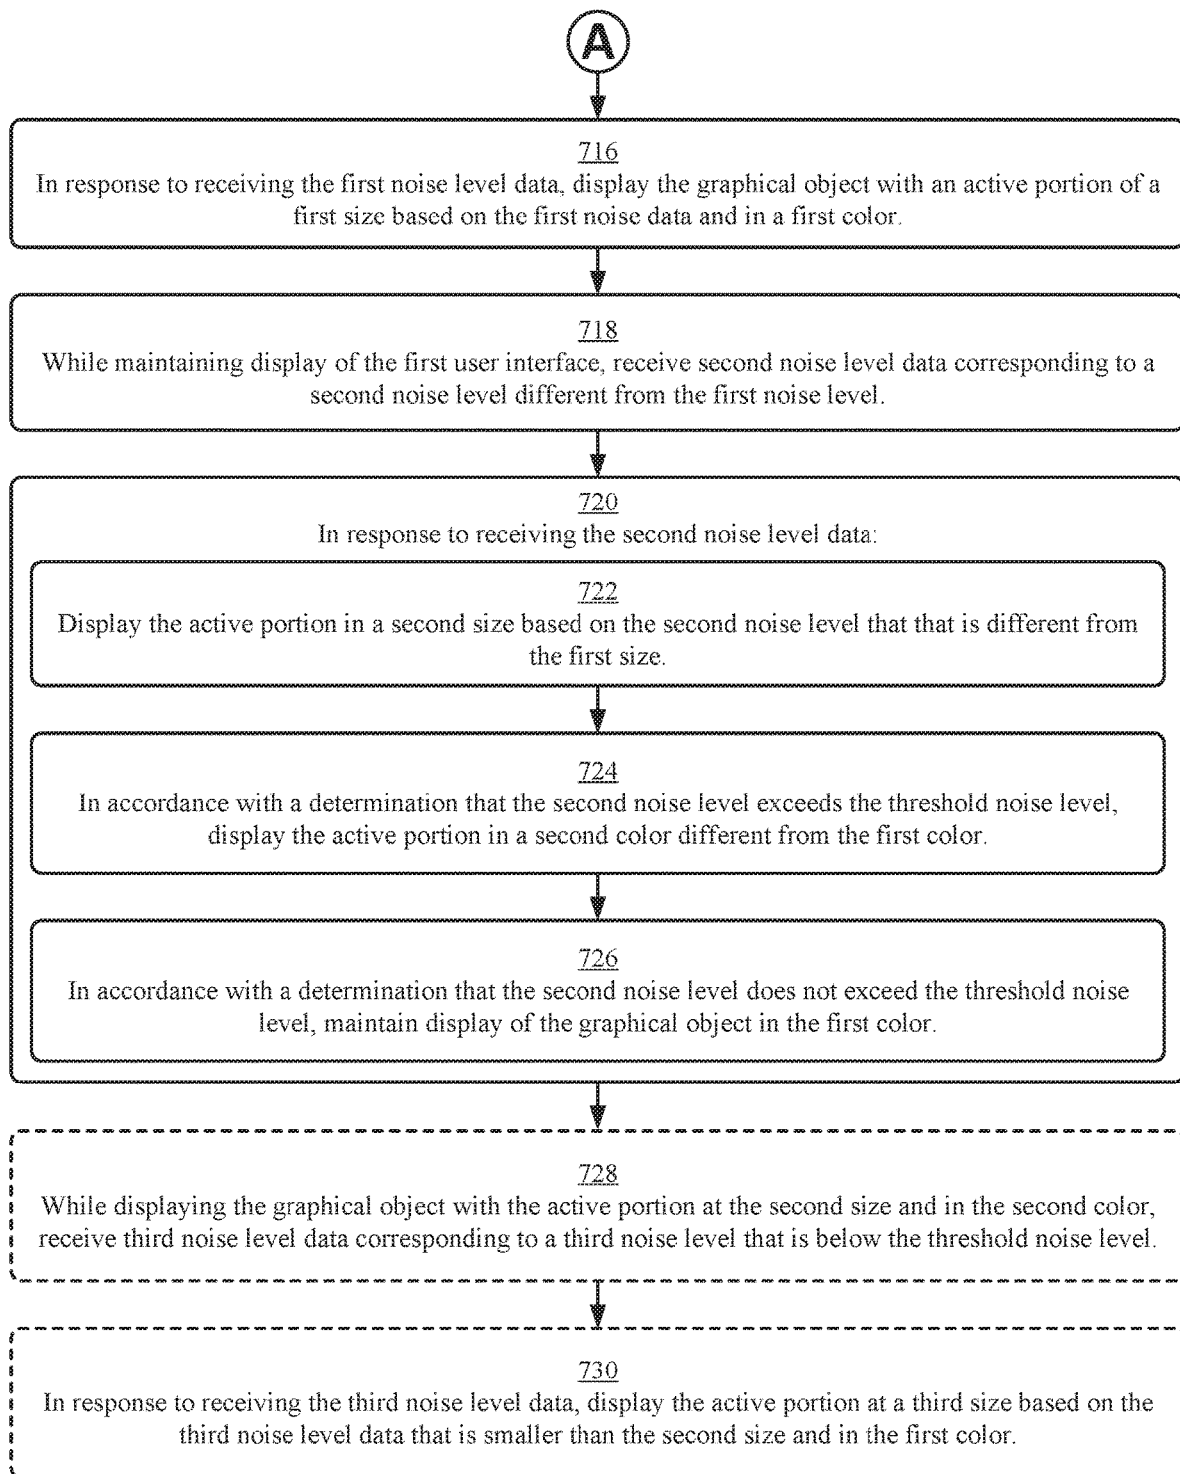 A
716
In response to receiving the first noise level data, display the graphical object with an active portion of a
first size based on the first noise data and in a first color.
718
While maintaining display of the first user interface, receive second noise level data corresponding to a
second noise level different from the first noise level.
720
In response to receiving the second noise level data:
722
Display the active portion in a second size based on the second noise level that that is different from
the first size.
724
In accordance with a determination that the second noise level exceeds the threshold noise level,
display the active portion in a second color different from the first color.
726
In accordance with a determination that the second noise level does not exceed the threshold noise
level, maintain display of the graphical object in the first color.
728
While displaying the graphical object with the active portion at the second size and in the second color,
receive third noise level data corresponding to a third noise level that is below the threshold noise level.
730
In response to receiving the third noise level data, display the active portion at a third size based on the
third noise level data that is smaller than the second size and in the first color.